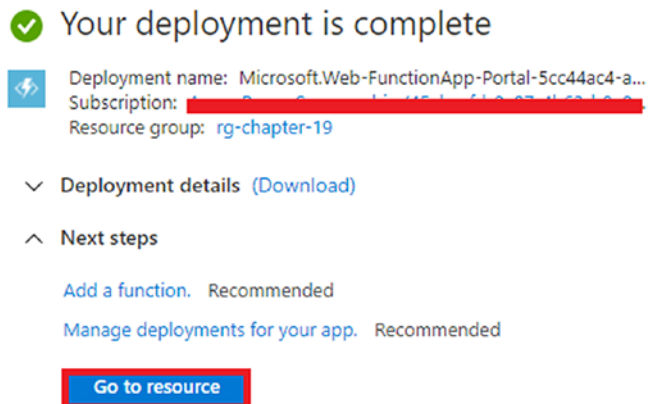 Your deployment is complete
Deployment name: Microsoft.Web-FunctionApp-Portal-5cc44ac4-a...
Subscription:
Resource group: rg-chapter-19
Deployment details (Download)
Next steps
Add a function. Recommended
Manage deployments for your app. Recommended
Go to resource